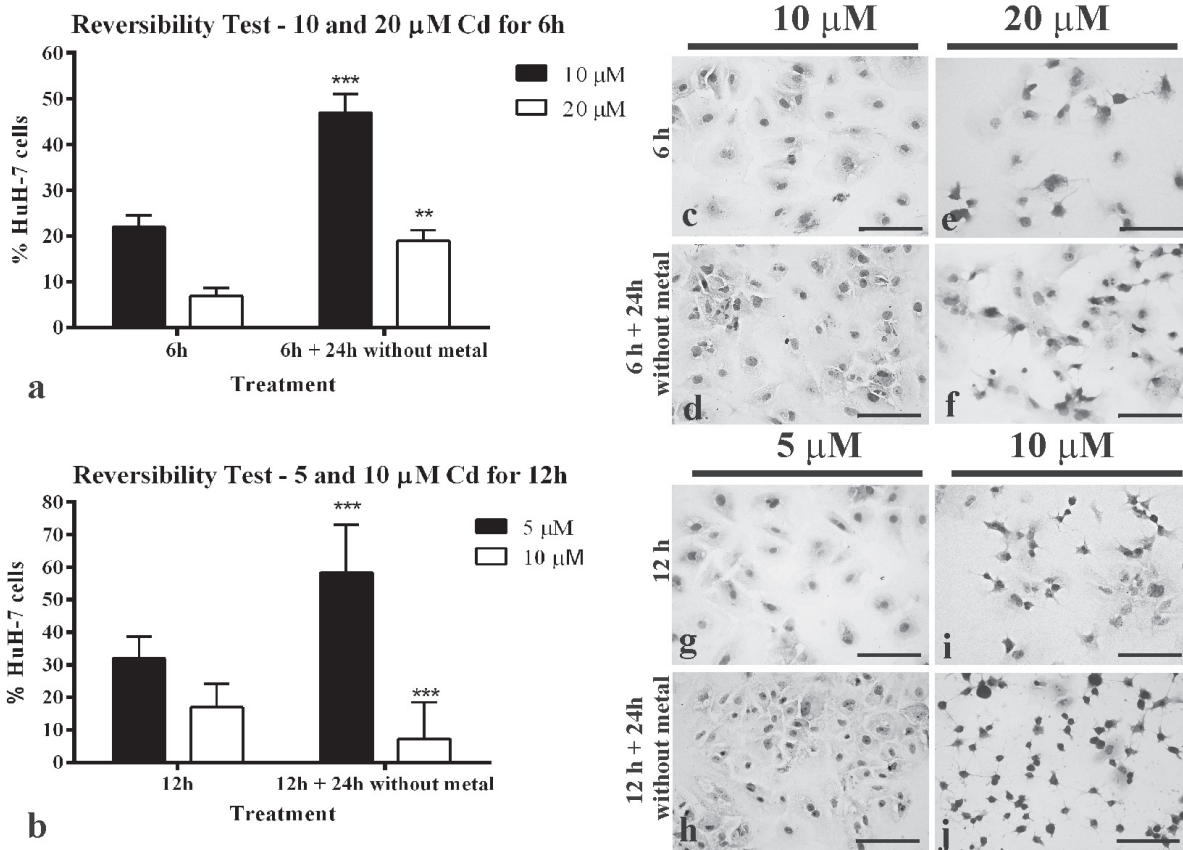 Reversibility Test - 10 and 20 μM Cd for 6h
% HuH-7 cells
60
50
40
30
20
10
0
***
**
10 μM
20 μM
6h
6h + 24h without metal
Treatment
a
10 μM
20 μM
6 h
c
e
6 h + 24h
without metal
d
f
Reversibility Test - 5 and 10 μM Cd for 12h
% HuH-7 cells
80
70
60
50
40
30
20
10
0
***
***
5 μM
10 μM
12h
12h + 24h without metal
Treatment
b
5 μM
10 μM
12 h
g
i
12 h + 24h
without metal
h
j